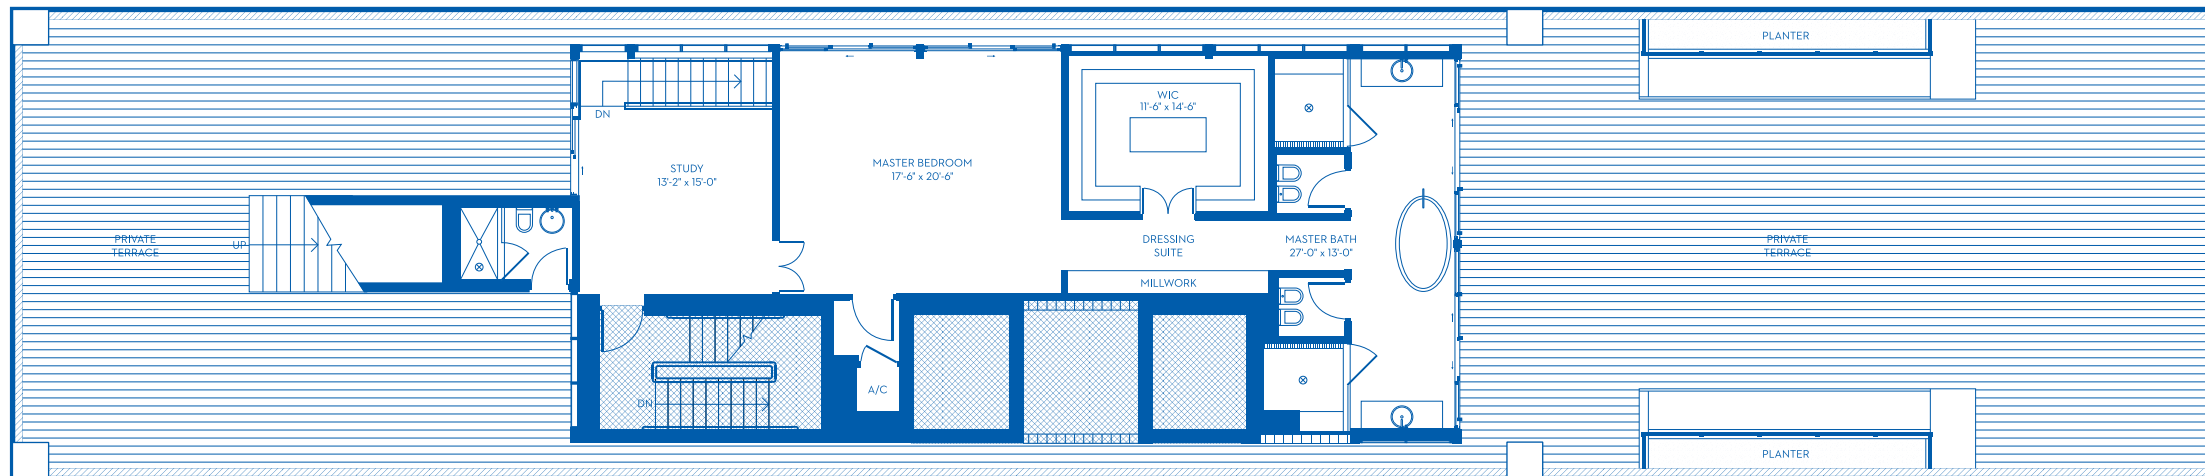 PLANTER
WIC
11'-6" x 14'-6"
DN
STUDY
13'-2" x 15'-0"
MASTER BEDROOM
17'-6" x 20'-6"
PRIVATE
TERRACE
UP
DRESSING
SUITE
MASTER BATH
27'-0" x 13'-0"
PRIVATE
TERRACE
MILLWORK
A/C
DN
PLANTER